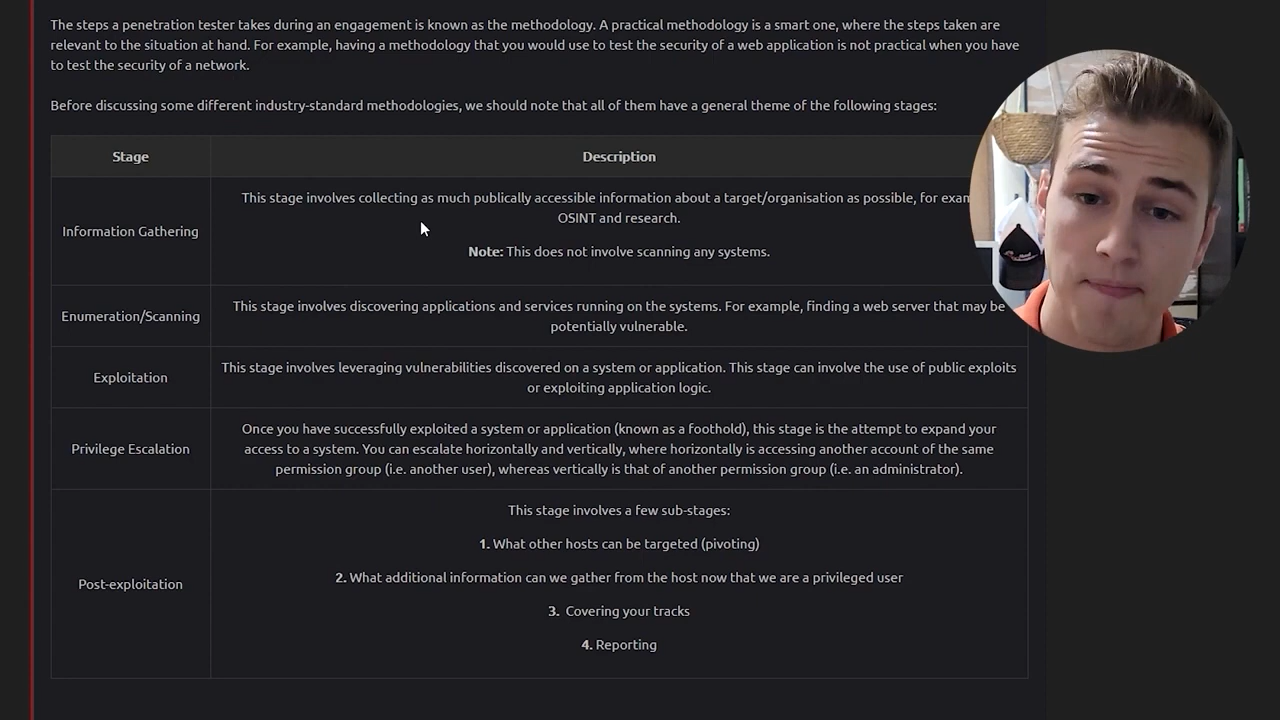 The steps a penetration tester takes during an engagement is known as the methodology. A practical methodology is a smart one, where the steps taken are
relevant to the situation at hand. For example, having a methodology that you would use to test the security of a web application is not practical when you have
to test the security of a network.
Before discussing some different industry-standard methodologies, we should note that all of them have a general theme of the following stages:
Stage
Description
Information Gathering
This stage involves collecting as much publically accessible information about a target/organisation as possible, for
OSINT and research.
Note: This does not involve scanning any systems.
Enumeration/Scanning
This stage involves discovering applications and services running on the systems. For example, finding a web server that may be
potentially vulnerable.
Exploitation
This stage involves leveraging vulnerabilities discovered on a system or application. This stage can involve the use of public exploits
or exploiting application logic.
Privilege Escalation
Once you have successfully exploited a system or application (known as a foothold), this stage is the attempt to expand your
access to a system. You can escalate horizontally and vertically, where horizontally is accessing another account of the same
permission group (i.e. another user), whereas vertically is that of another permission group (i.e. an administrator).
Post-exploitation
This stage involves a few sub-stages:
1. What other hosts can be targeted (pivoting)
2. What additional information can we gather from the host now that we are a privileged user
3. Covering your tracks
4. Reporting